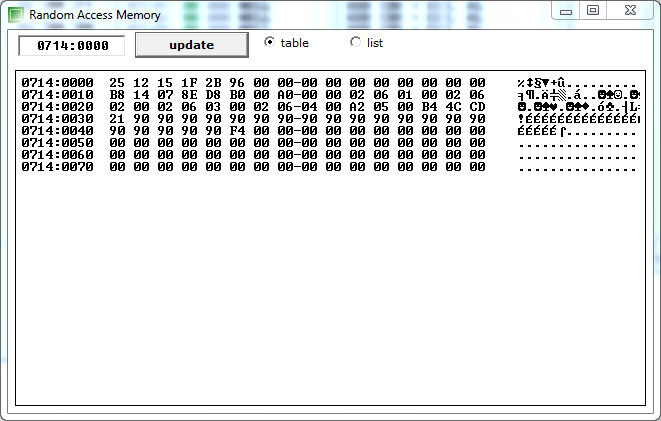 Random Access Memory
0714:0000 update table list
0714:0000 25 12 15 1F 2B 96 00 00-00 00 00 00 00 00 00 00 %↕§▼+û.........
0714:0010 B8 14 07 8E D8 B0 00 A0-00 00 02 06 01 00 02 06 ╕¶.Ä╪░.á..☻♠☺.☻
0714:0020 02 00 02 06 03 00 02 06-04 00 A2 05 00 B4 4C CD ☻.☻♠♥.☻♠♦.ó♣.┤L
0714:0030 21 90 90 90 90 90 90 90-90 90 90 90 90 90 90 90 !ÉÉÉÉÉÉÉÉÉÉÉÉÉÉ
0714:0040 90 90 90 90 90 F4 00 00-00 00 00 00 00 00 00 00 ÉÉÉÉÉ⌠.........
0714:0050 00 00 00 00 00 00 00 00-00 00 00 00 00 00 00 00 ...............
0714:0060 00 00 00 00 00 00 00 00-00 00 00 00 00 00 00 00 ...............
0714:0070 00 00 00 00 00 00 00 00-00 00 00 00 00 00 00 00 ...............